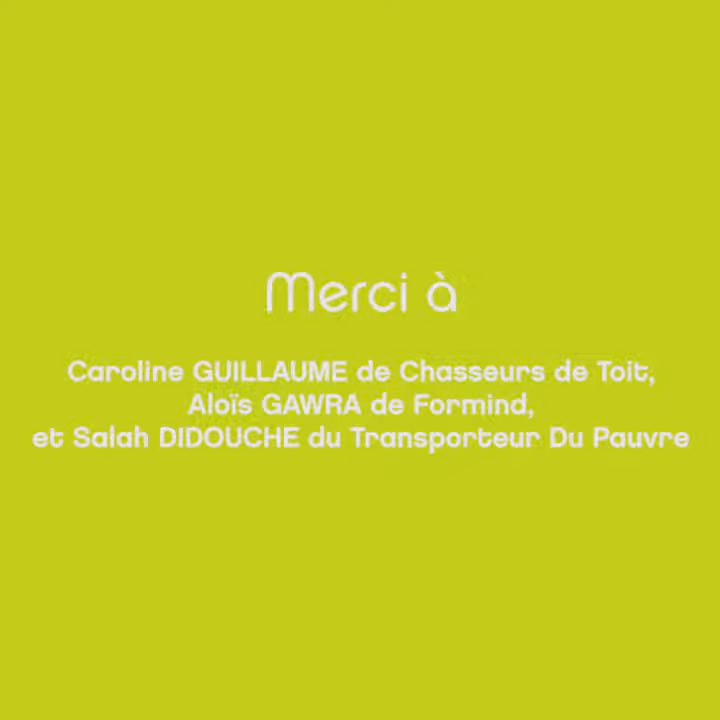 Merci à
Caroline GUILLAUME de Chasseurs de Toit,
Aloïs GAWRA de Formind,
et Salah DIDOUCHE du Transporteur Du Pauvre